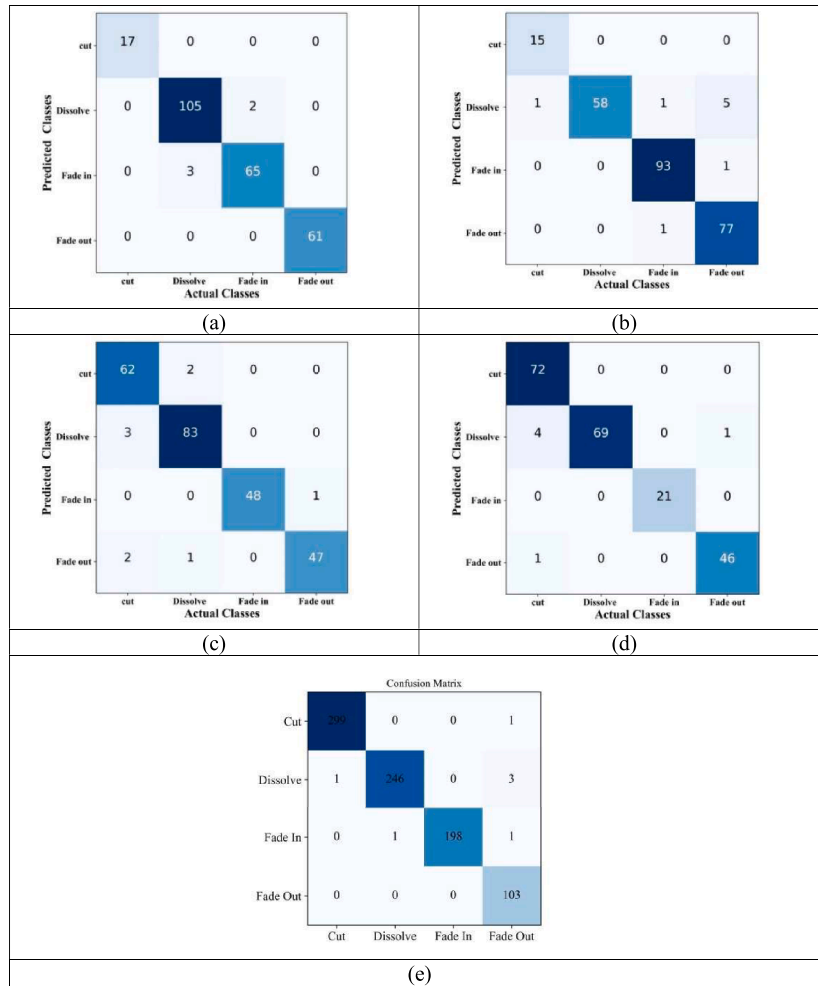 cut 17 0 0 0
Dissolve 0 105 2 0
Fade in 0 3 65 0
Fade out 0 0 0 61
cut Dissolve Fade in Fade out
Predicted Classes
Actual Classes
(a)
cut 15 0 0 0
Dissolve 1 58 1 5
Fade in 0 0 93 1
Fade out 0 0 1 77
cut Dissolve Fade in Fade out
Predicted Classes
Actual Classes
(b)
cut 62 2 0 0
Dissolve 3 83 0 0
Fade in 0 0 48 1
Fade out 2 1 0 47
cut Dissolve Fade in Fade out
Predicted Classes
Actual Classes
(c)
cut 72 0 0 0
Dissolve 4 69 0 1
Fade in 0 0 21 0
Fade out 1 0 0 46
cut Dissolve Fade in Fade out
Predicted Classes
Actual Classes
(d)
Confusion Matrix
Cut 299 0 0 1
Dissolve 1 246 0 3
Fade In 0 1 198 1
Fade Out 0 0 0 103
Cut Dissolve Fade In Fade Out
(e)